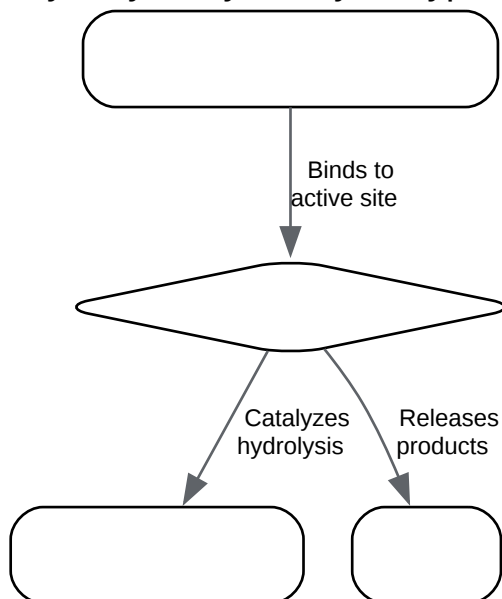 Binds to
active site
Catalyzes
hydrolysis
Releases
products